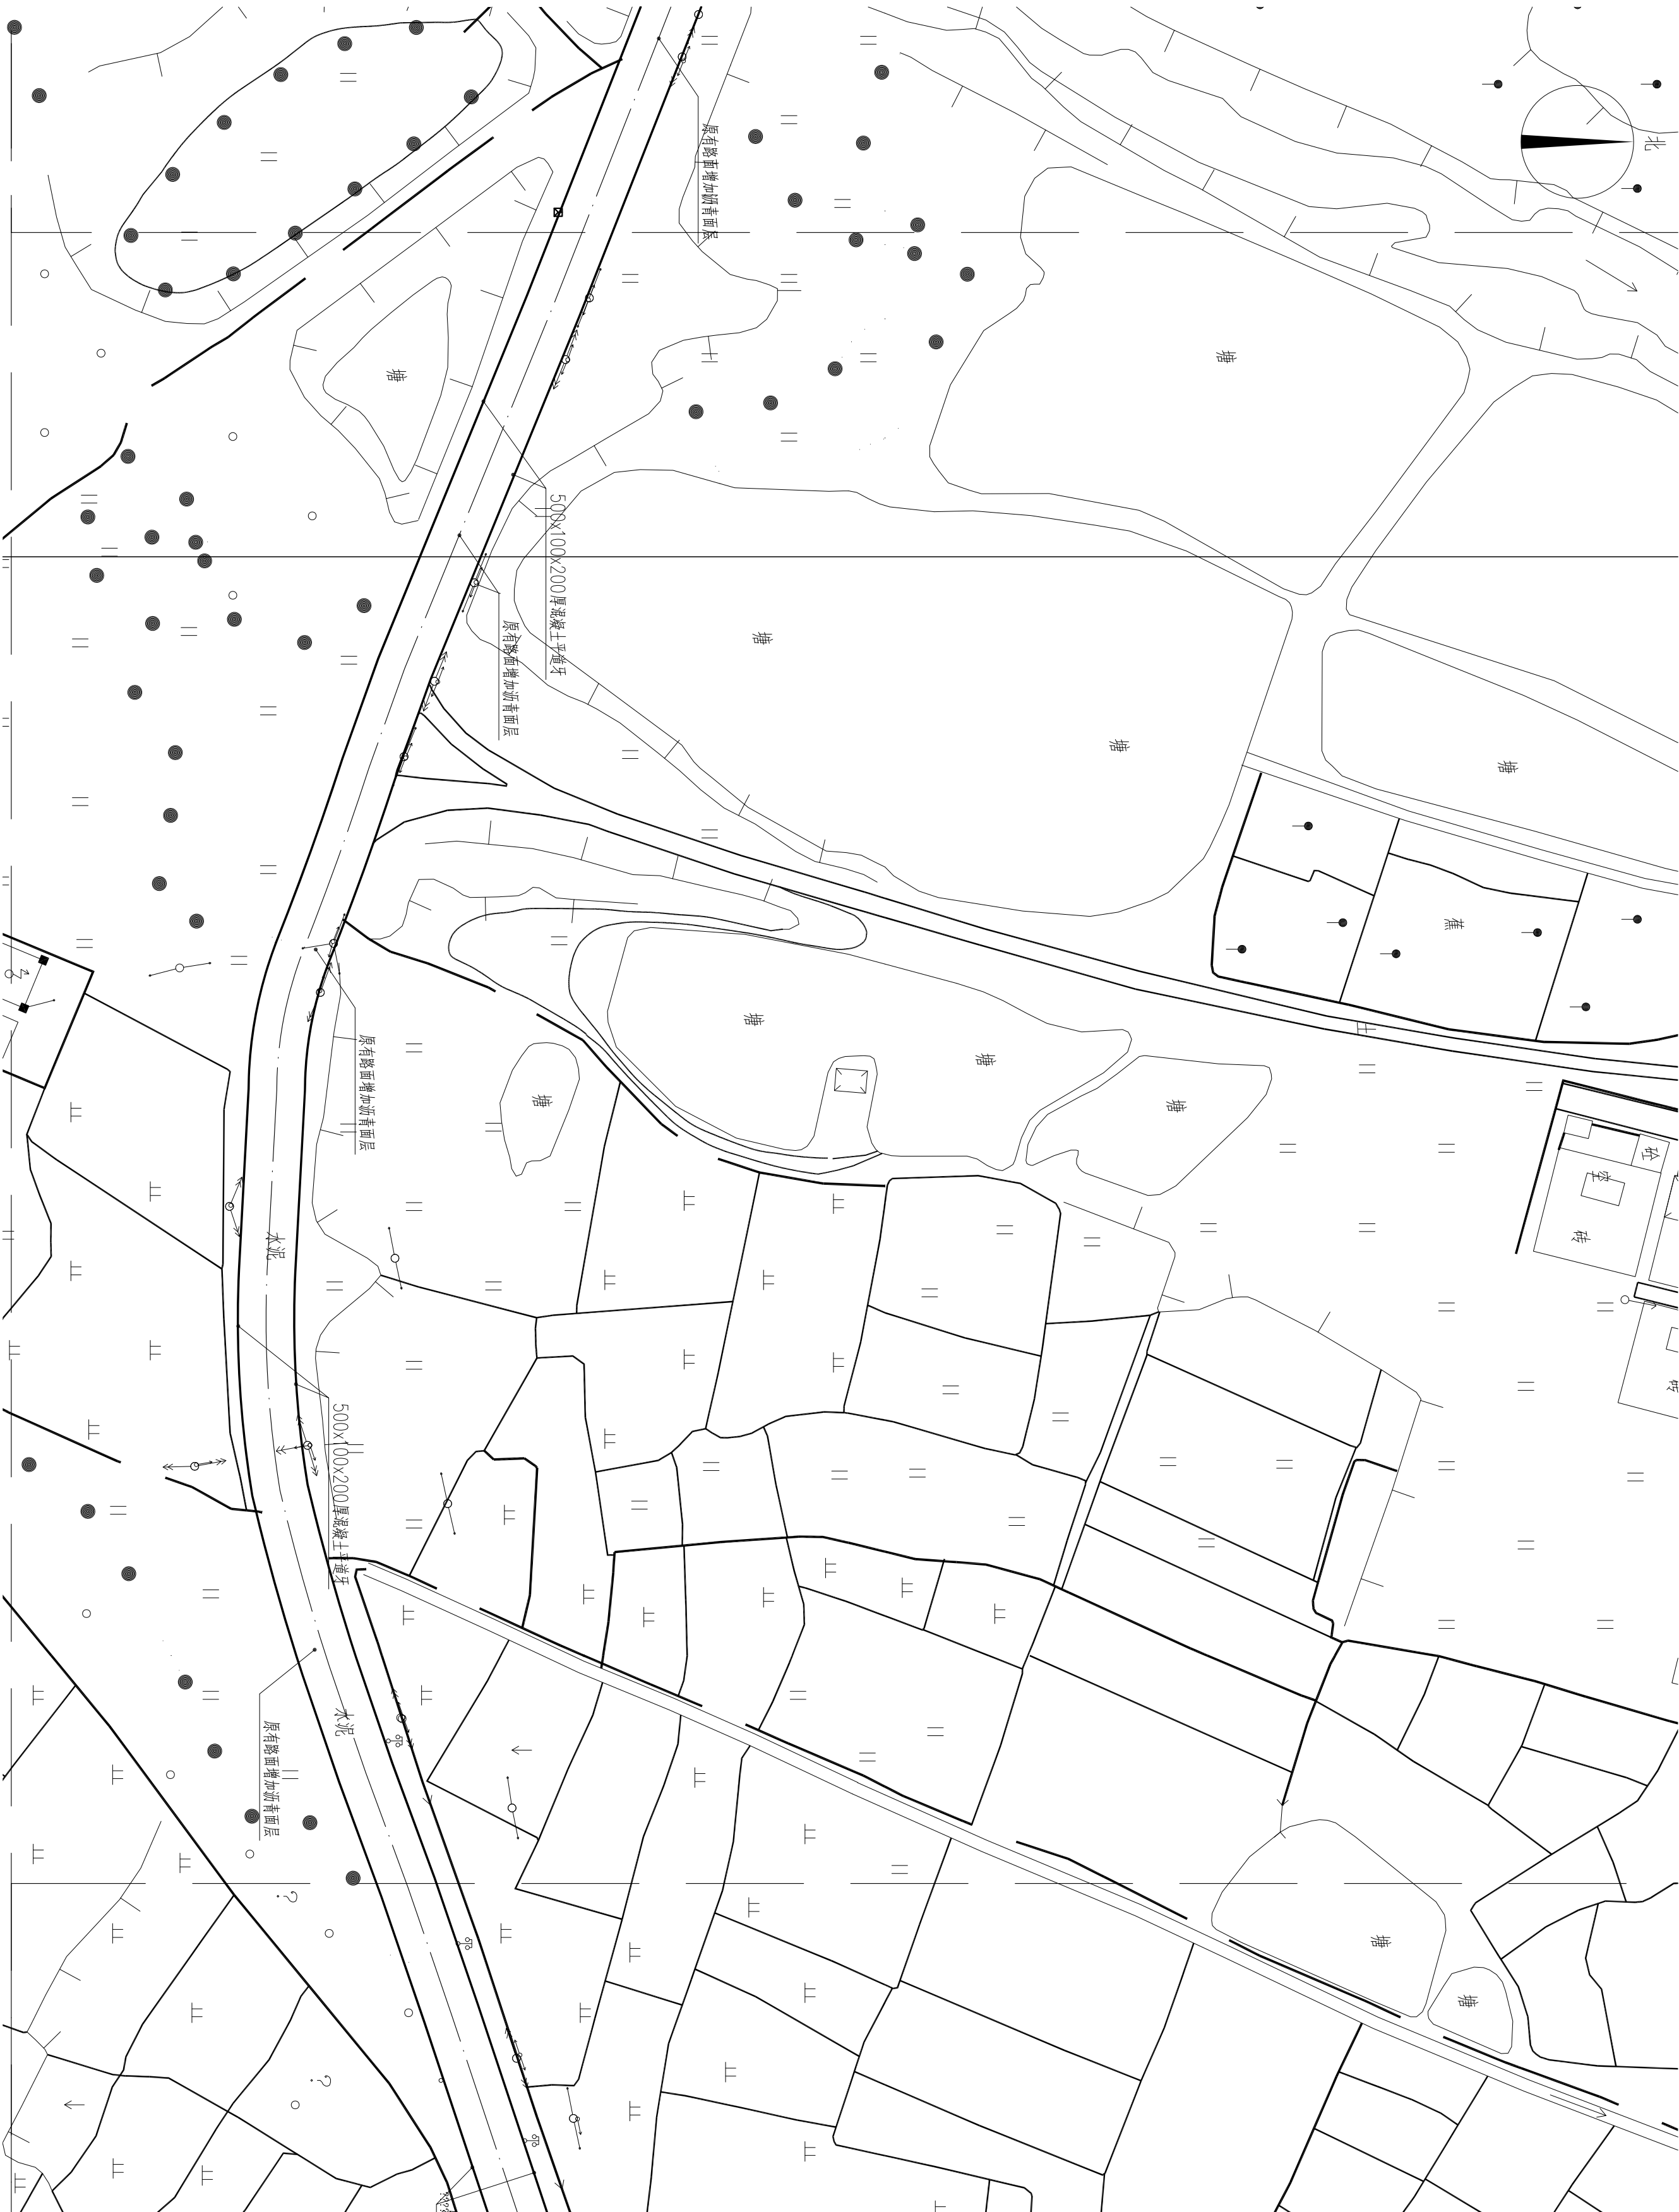 北
原有路面增加沥青面层
塘
塘
500x100x200厚混凝土平道牙
原有路面增加沥青面层
塘
塘
塘
蕉
塘
塘
原有路面增加沥青面层
塘
塘
砼
砖
水泥
500x100x200厚混凝土平道牙
砖
水泥
原有路面增加沥青面层
塘
塘